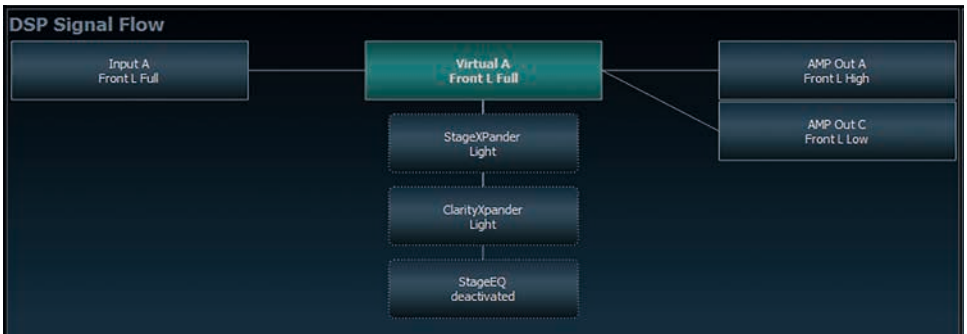 DSP Signal Flow
Input A
Front L Full
Virtual A
Front L Full
AMP Out A
Front L High
AMP Out C
Front L Low
StageXPander
Light
ClarityXpander
Light
StageEQ
deactivated